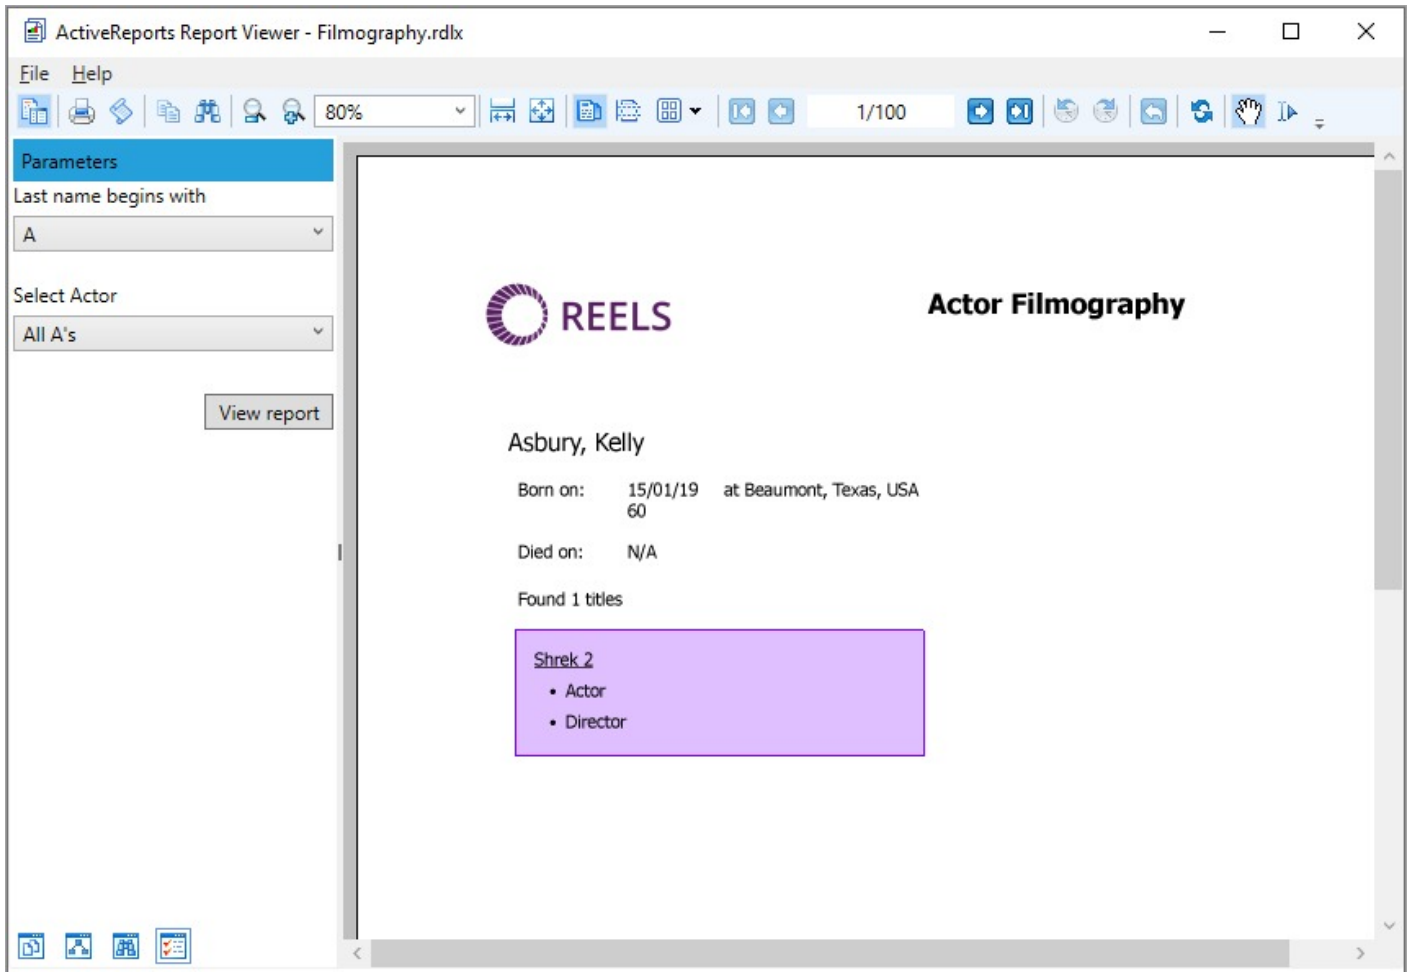 ActiveReports Report Viewer - Filmography.rdlx
File Help
80%
1/100
Parameters
Last name begins with
A
Select Actor
All A's
View report
REELS
Actor Filmography
Asbury, Kelly
Born on: 15/01/19 at Beaumont, Texas, USA
60
Died on: N/A
Found 1 titles
Shrek 2
• Actor
• Director